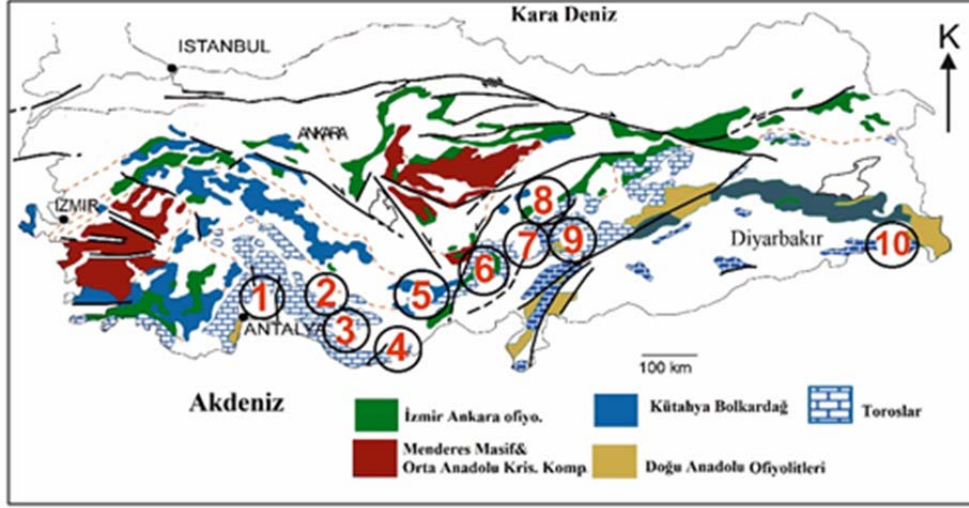 Kara Deniz
K
ISTANBUL
ANKARA
İZMİR
8
7
9
Diyarbakır
10
6
5
1
2
ANTALYA
3
4
100 km
Akdeniz
İzmir Ankara ofiyo.
Kütahya Bolkardağ
Toroslar
Menderes Masif&
Orta Anadolu Kris. Komp
Doğu Anadolu Ofiyolitleri